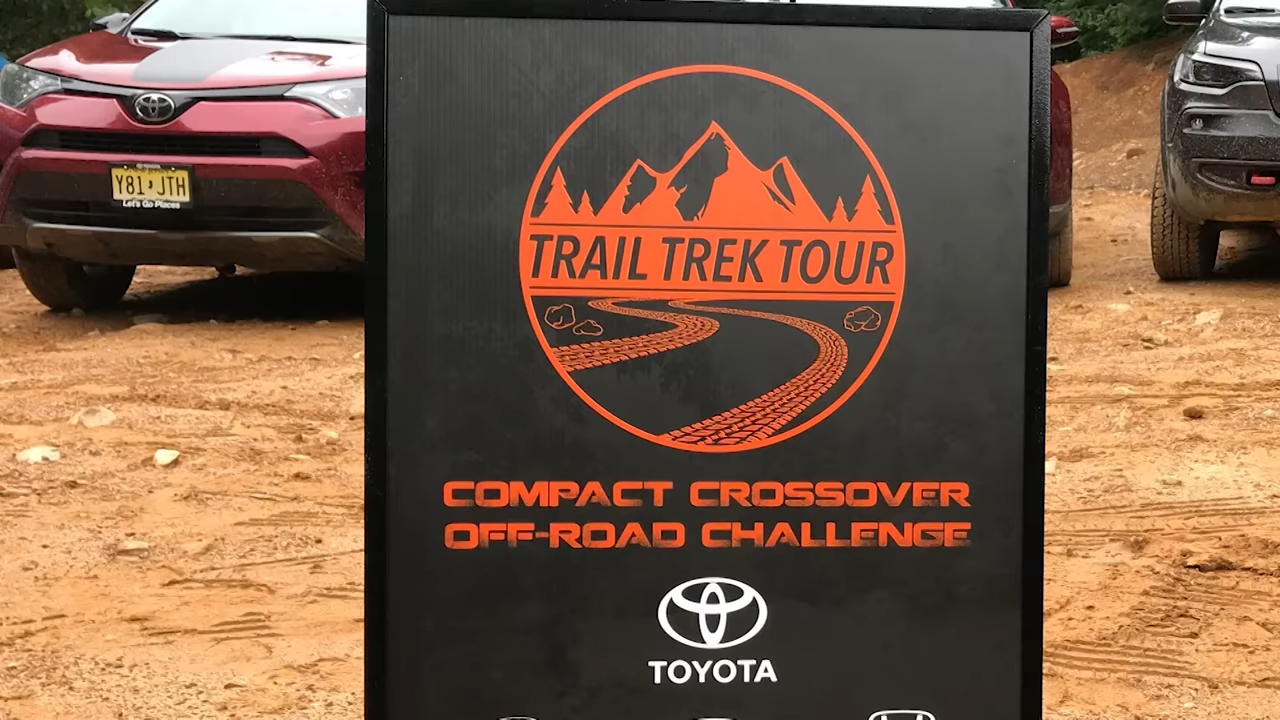 TRAIL TREK TOUR
COMPACT CROSSOVER
OFF-ROAD CHALLENGE
TOYOTA
Y81 JTH
Let's Go Places